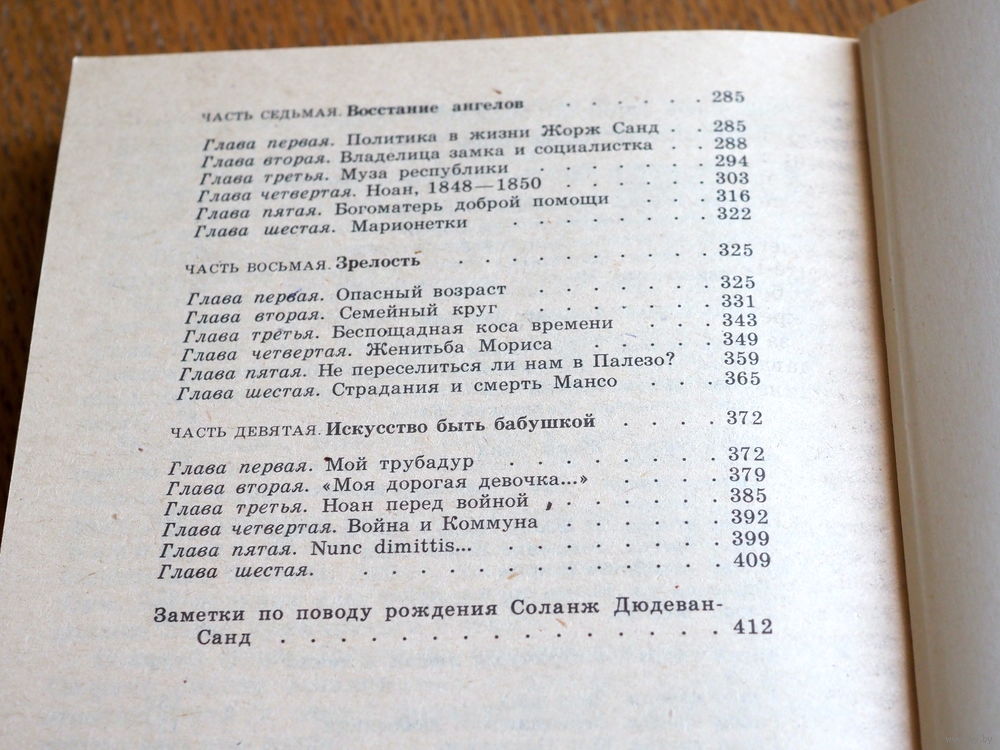 ЧАСТЬ СЕДЬМАЯ. Восстание ангелов . . . . . . 285
Глава первая. Политика в жизни Жорж Санд . . 285
Глава вторая. Владелица замка и социалистка . . 288
Глава третья. Муза республики . . . . . . 294
Глава четвертая. Ноан, 1848—1850 . . . . . . 303
Глава пятая. Богоматерь доброй помощи . . . 316
Глава шестая. Марионетки . . . . . . 322
ЧАСТЬ ВОСЬМАЯ. Зрелость . . . . . . . . 325
Глава первая. Опасный возраст . . . . . . 325
Глава вторая. Семейный круг . . . . . . 331
Глава третья. Беспощадная коса времени . . . 343
Глава четвертая. Женитьба Мориса . . . . . 349
Глава пятая. Не переселиться ли нам в Палезо? 359
Глава шестая. Страдания и смерть Мансо . . . 365
ЧАСТЬ ДЕВЯТАЯ. Искусство быть бабушкой . . . . 372
Глава первая. Мой трубадур . . . . . . . 372
Глава вторая. «Моя дорогая девочка...» . . . . 379
Глава третья. Ноан перед войной . . . . . 385
Глава четвертая. Война и Коммуна . . . . . 392
Глава пятая. Nunc dimittis... . . . . . . . 399
Глава шестая. . . . . . . . . . . . . 409
Заметки по поводу рождения Соланж Дюдеван-
Санд . . . . . . . . . . . . . . . 412